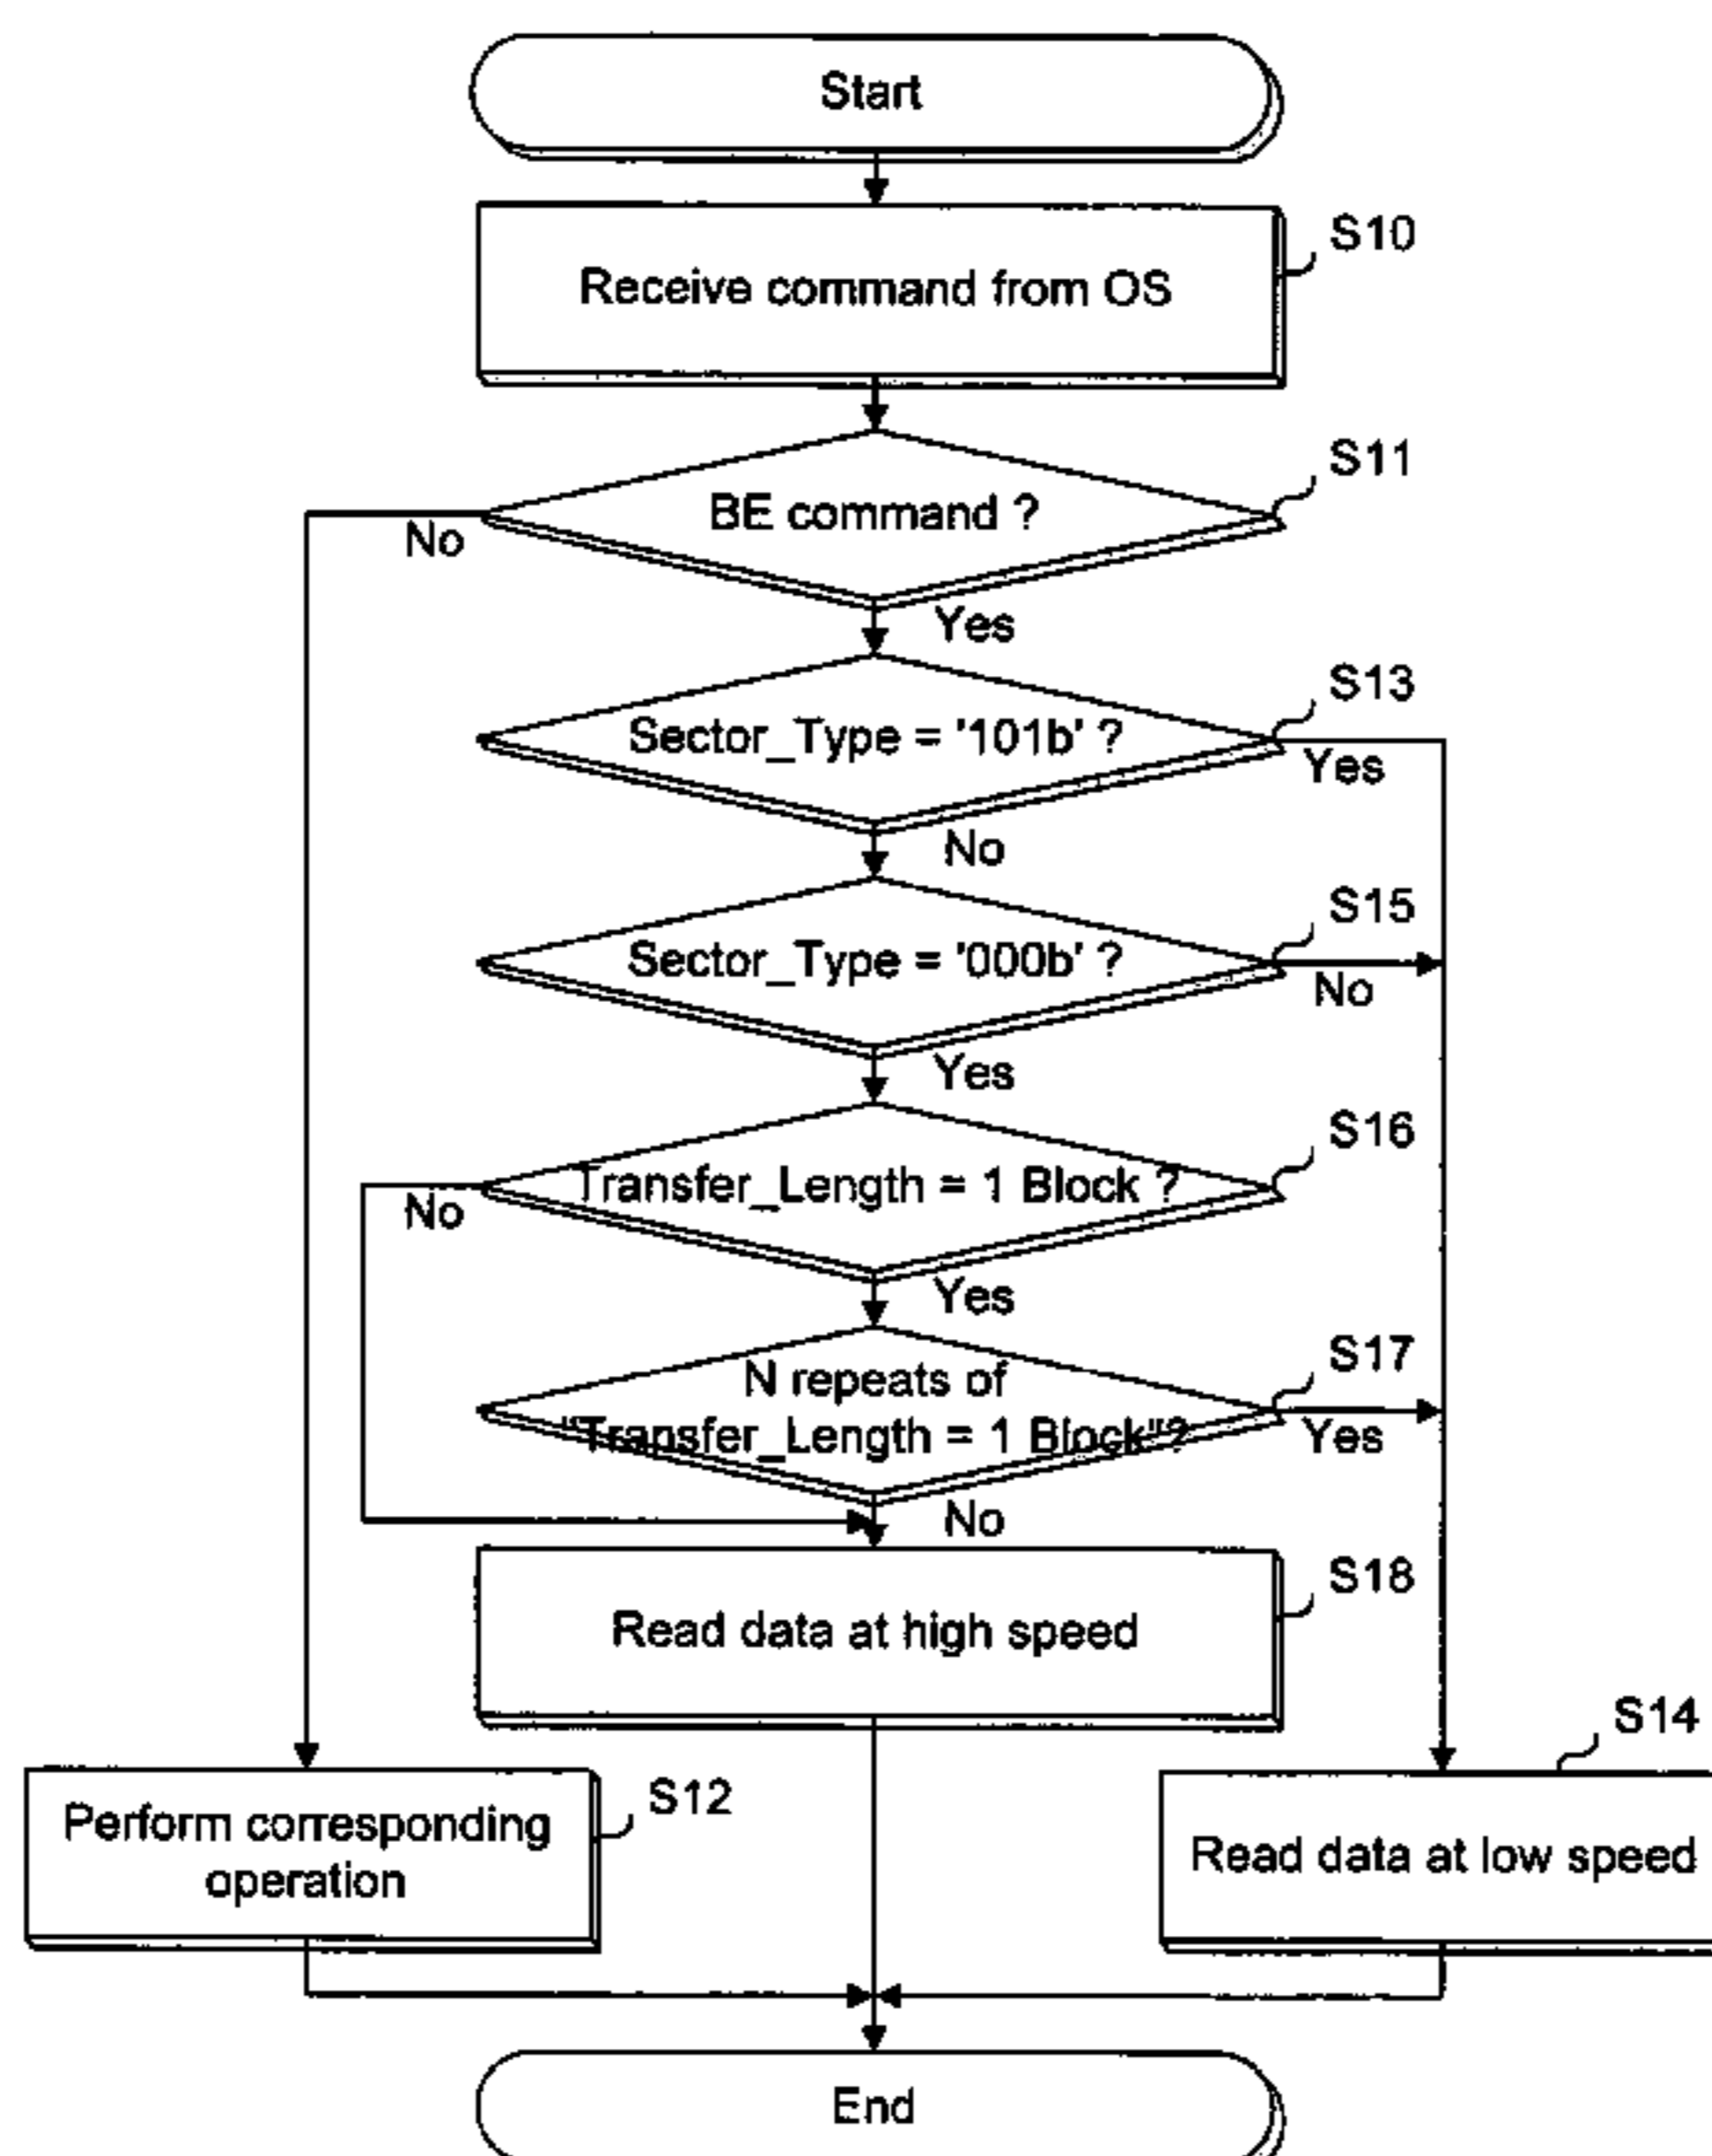 Start
S10
Receive command from OS
S11
BE command ?
No
Yes
S13
Sector_Type = '101b' ?
Yes
No
S15
Sector_Type = '000b' ?
No
Yes
S16
Transfer_Length = 1 Block ?
No
Yes
S17
N repeats of
"Transfer_Length = 1 Block"?
Yes
No
S18
Read data at high speed
S14
S12
Perform corresponding
operation
Read data at low speed
End